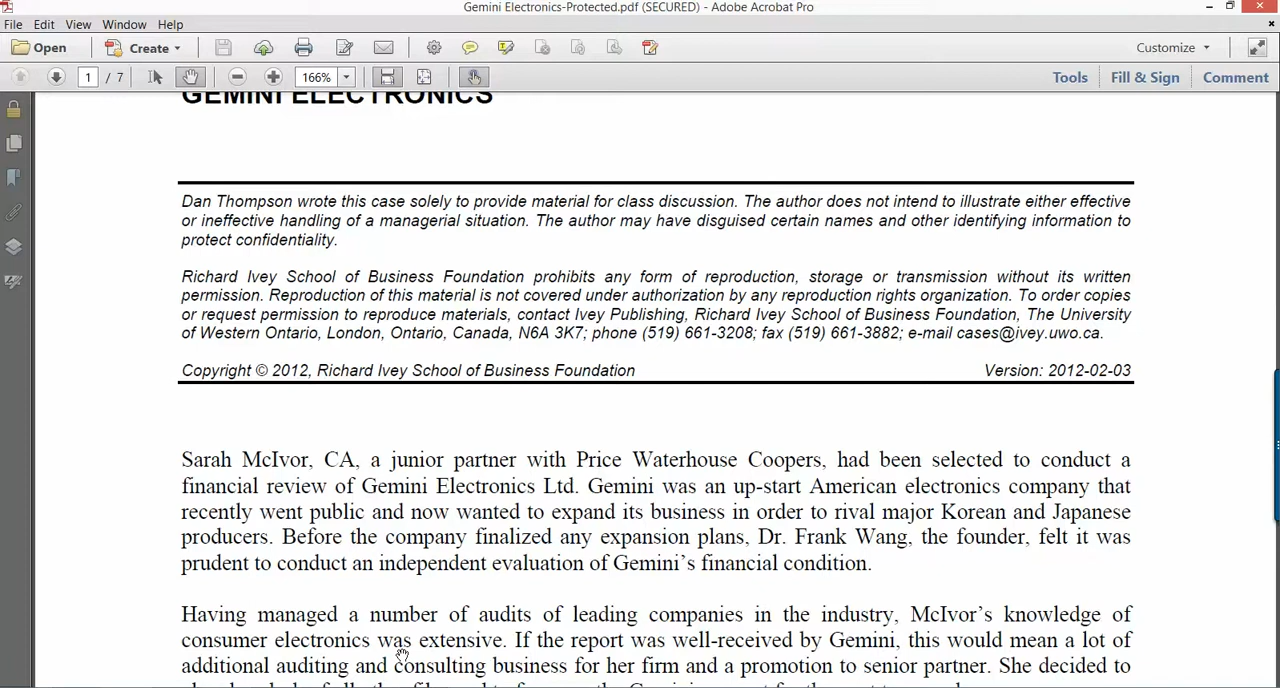 Gemini Electronics-Protected.pdf (SECURED) - Adobe Acrobat Pro
File Edit View Window Help
Open Create Customize
1 / 7 166% Tools Fill & Sign Comment
GEMINI ELECTRONICS
Dan Thompson wrote this case solely to provide material for class discussion. The author does not intend to illustrate either effective
or ineffective handling of a managerial situation. The author may have disguised certain names and other identifying information to
protect confidentiality.
Richard Ivey School of Business Foundation prohibits any form of reproduction, storage or transmission without its written
permission. Reproduction of this material is not covered under authorization by any reproduction rights organization. To order copies
or request permission to reproduce materials, contact Ivey Publishing, Richard Ivey School of Business Foundation, The University
of Western Ontario, London, Ontario, Canada, N6A 3K7; phone (519) 661-3208; fax (519) 661-3882; e-mail cases@ivey.uwo.ca.
Copyright © 2012, Richard Ivey School of Business Foundation Version: 2012-02-03
Sarah McIvor, CA, a junior partner with Price Waterhouse Coopers, had been selected to conduct a
financial review of Gemini Electronics Ltd. Gemini was an up-start American electronics company that
recently went public and now wanted to expand its business in order to rival major Korean and Japanese
producers. Before the company finalized any expansion plans, Dr. Frank Wang, the founder, felt it was
prudent to conduct an independent evaluation of Gemini's financial condition.
Having managed a number of audits of leading companies in the industry, McIvor's knowledge of
consumer electronics was extensive. If the report was well-received by Gemini, this would mean a lot of
additional auditing and consulting business for her firm and a promotion to senior partner. She decided to